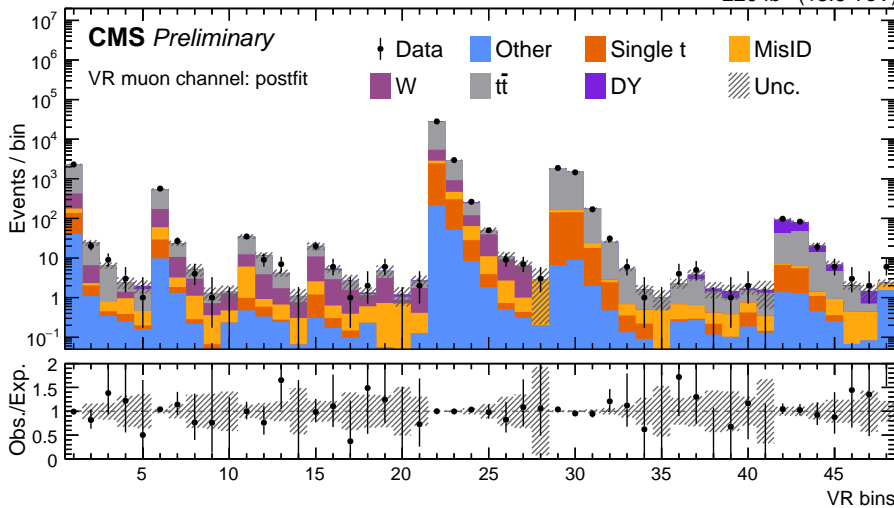 CMS Preliminary
VR muon channel: postfit
Data
Other
Single t
MisID
W
tt̄
DY
Unc.
Events / bin
10⁷
10⁶
10⁵
10⁴
10³
10²
10
1
10⁻¹
Obs./Exp.
2
1.5
1
0.5
0
5
10
15
20
25
30
35
40
45
VR bins